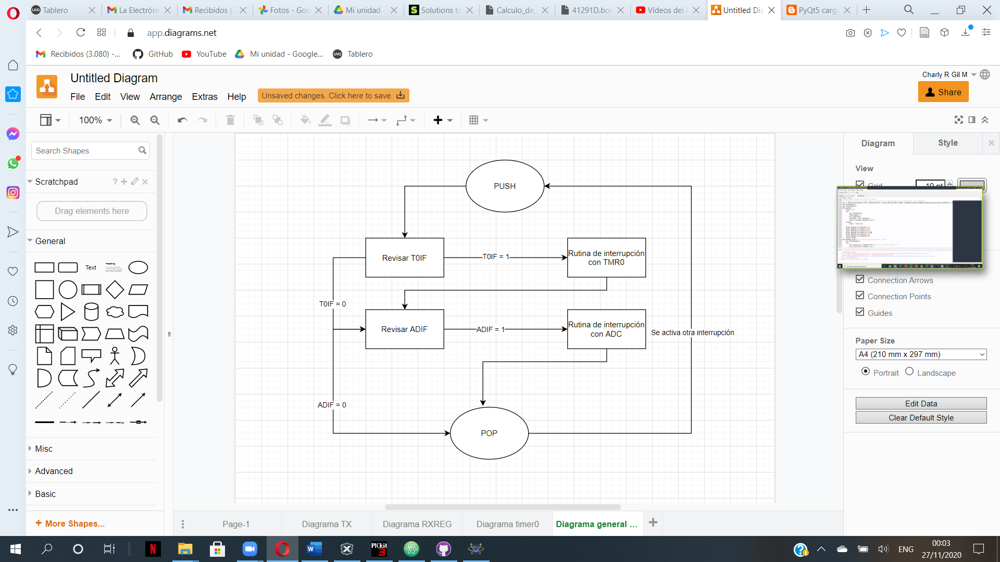 Tablero
La Electróni
Recibidos (3
Fotos - Goo
Mi unidad -
Solutions to
Calculo_de_
41291D.boo
Vídeos del c
Untitled Dia
PyQt5 carga
app.diagrams.net
Recibidos (3.080) -...
GitHub
YouTube
Mi unidad - Google...
Tablero
Untitled Diagram
File Edit View Arrange Extras Help
Unsaved changes. Click here to save.
Charly R Gil M
Share
100%
Search Shapes
Scratchpad
?
Drag elements here
General
Text
Heading
Misc
Advanced
Basic
+ More Shapes...
PUSH
Revisar T0IF
T0IF = 1
Rutina de interrupción
con TMR0
T0IF = 0
Revisar ADIF
ADIF = 1
Rutina de interrupción
con ADC
Se activa otra interrupción
ADIF = 0
POP
Diagram
Style
View
Grid
10 pt
Connection Arrows
Connection Points
Guides
Paper Size
A4 (210 mm x 297 mm)
Portrait
Landscape
Edit Data
Clear Default Style
Page-1
Diagrama TX
Diagrama RXREG
Diagrama timer0
Diagrama general ...
PICkit
3
ENG
00:03
27/11/2020